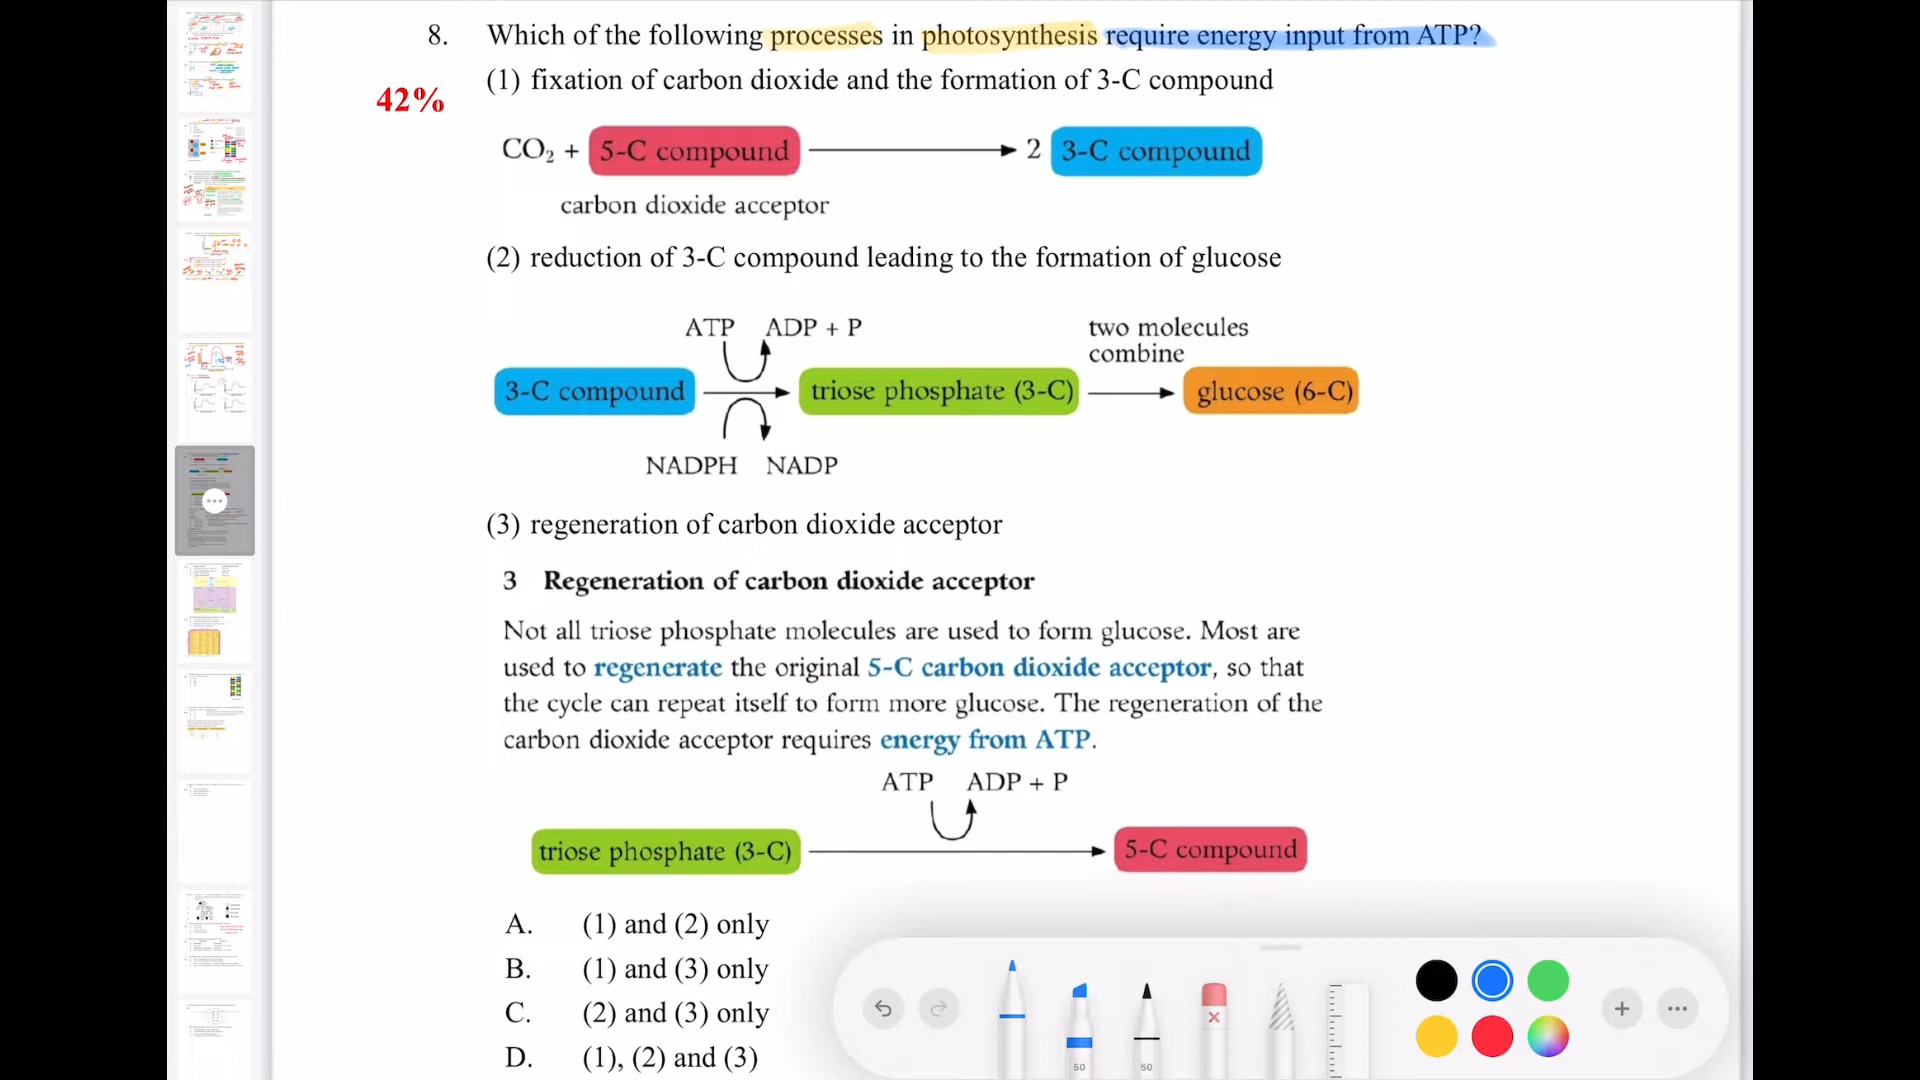 8. Which of the following processes in photosynthesis require energy input from ATP?
(1) fixation of carbon dioxide and the formation of 3-C compound
42%
CO₂ + 5-C compound 2 3-C compound
carbon dioxide acceptor
(2) reduction of 3-C compound leading to the formation of glucose
ATP ADP + P two molecules
combine
3-C compound triose phosphate (3-C) glucose (6-C)
NADPH NADP
(3) regeneration of carbon dioxide acceptor
3 Regeneration of carbon dioxide acceptor
Not all triose phosphate molecules are used to form glucose. Most are
used to regenerate the original 5-C carbon dioxide acceptor, so that
the cycle can repeat itself to form more glucose. The regeneration of the
carbon dioxide acceptor requires energy from ATP.
ATP ADP + P
triose phosphate (3-C) 5-C compound
A. (1) and (2) only
B. (1) and (3) only
C. (2) and (3) only
D. (1), (2) and (3)
50 50